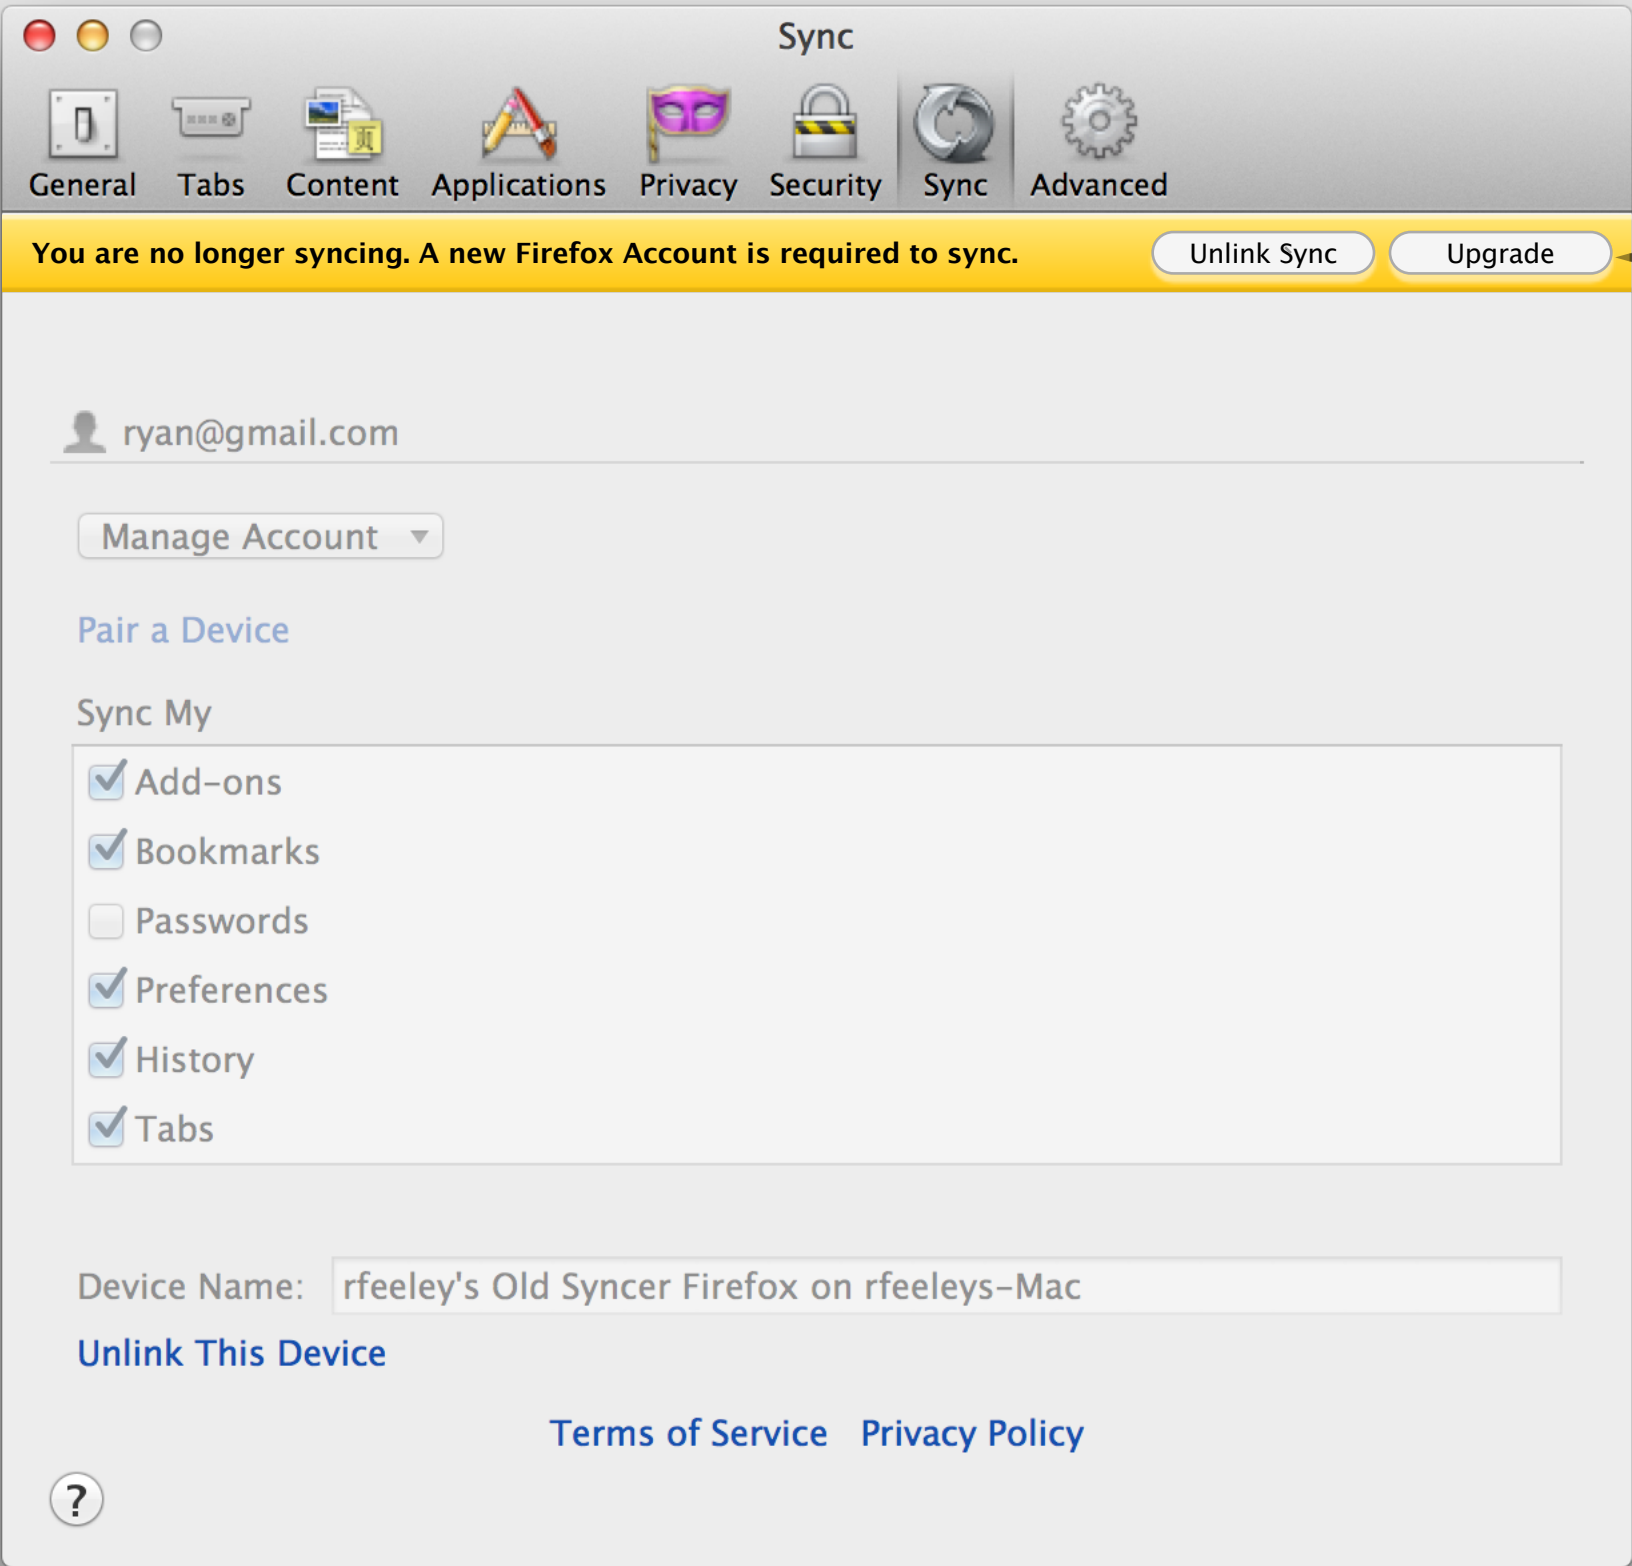 Sync
General Tabs Content Applications Privacy Security Sync Advanced
You are no longer syncing. A new Firefox Account is required to sync. Unlink Sync Upgrade
ryan@gmail.com
Manage Account
Pair a Device
Sync My
Add-ons
Bookmarks
Passwords
Preferences
History
Tabs
Device Name: rfeeley's Old Syncer Firefox on rfeeleys-Mac
Unlink This Device
Terms of Service Privacy Policy
?